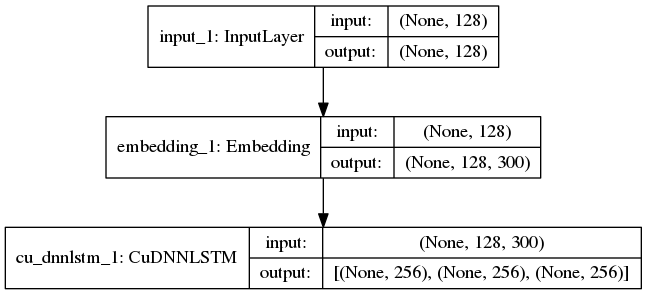 input_1: InputLayer
input: (None, 128)
output: (None, 128)
embedding_1: Embedding
input: (None, 128)
output: (None, 128, 300)
cu_dnnlstm_1: CuDNNLSTM
input: (None, 128, 300)
output: [(None, 256), (None, 256), (None, 256)]